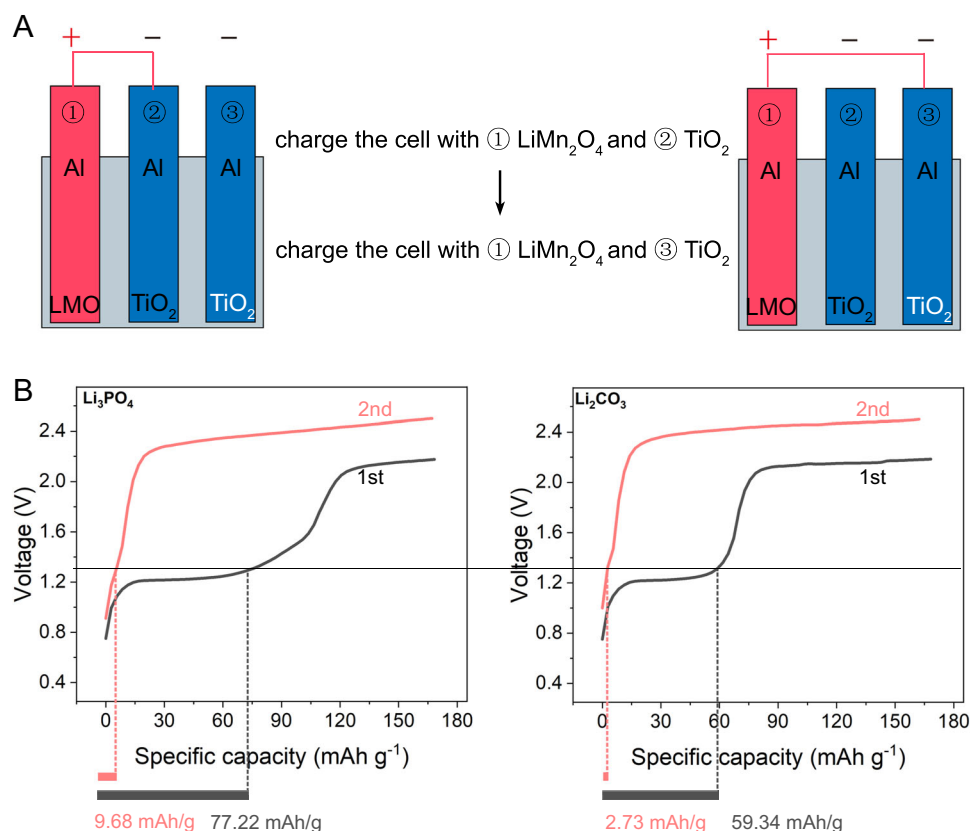 A
+ − −
① ② ③
Al Al Al
LMO TiO₂ TiO₂
charge the cell with ① LiMn₂O₄ and ② TiO₂
charge the cell with ① LiMn₂O₄ and ③ TiO₂
+ − −
① ② ③
Al Al Al
LMO TiO₂ TiO₂
B
Li₃PO₄
2nd
1st
Voltage (V)
2.4
2.0
1.6
1.2
0.8
0.4
0 30 60 90 120 150 180
Specific capacity (mAh g⁻¹)
9.68 mAh/g 77.22 mAh/g
Li₂CO₃
2nd
1st
Voltage (V)
2.4
2.0
1.6
1.2
0.8
0.4
0 30 60 90 120 150 180
Specific capacity (mAh g⁻¹)
2.73 mAh/g 59.34 mAh/g